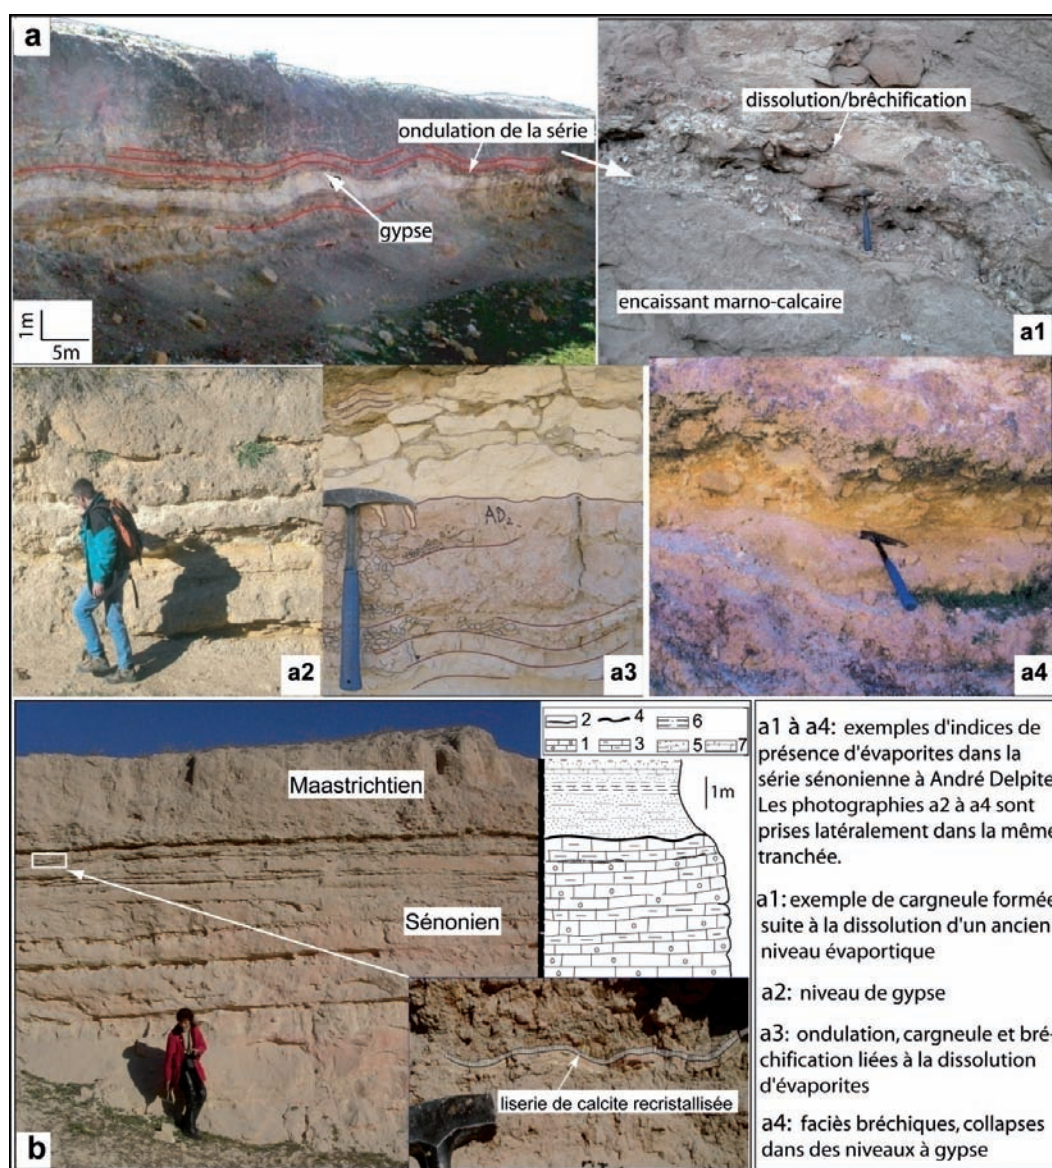 a
ondulation de la série
gypse
1m
5m
dissolution/brêchification
encaissant marno-calcaire
a1
a2
AD2
a3
a4
Maastrichtien
Sénonien
2 4 6
1 3 5 7
1m
liserie de calcite recristallisée
b
a1 à a4: exemples d'indices de
présence d'évaporites dans la
série sénonienne à André Delpite
Les photographies a2 à a4 sont
prises latéralement dans la même
tranchée.
a1: exemple de cargneule formée
suite à la dissolution d'un ancien
niveau évaportique
a2: niveau de gypse
a3: ondulation, cargneule et bré-
chification liées à la dissolution
d'évaporites
a4: faciès bréchiques, collapses
dans des niveaux à gypse